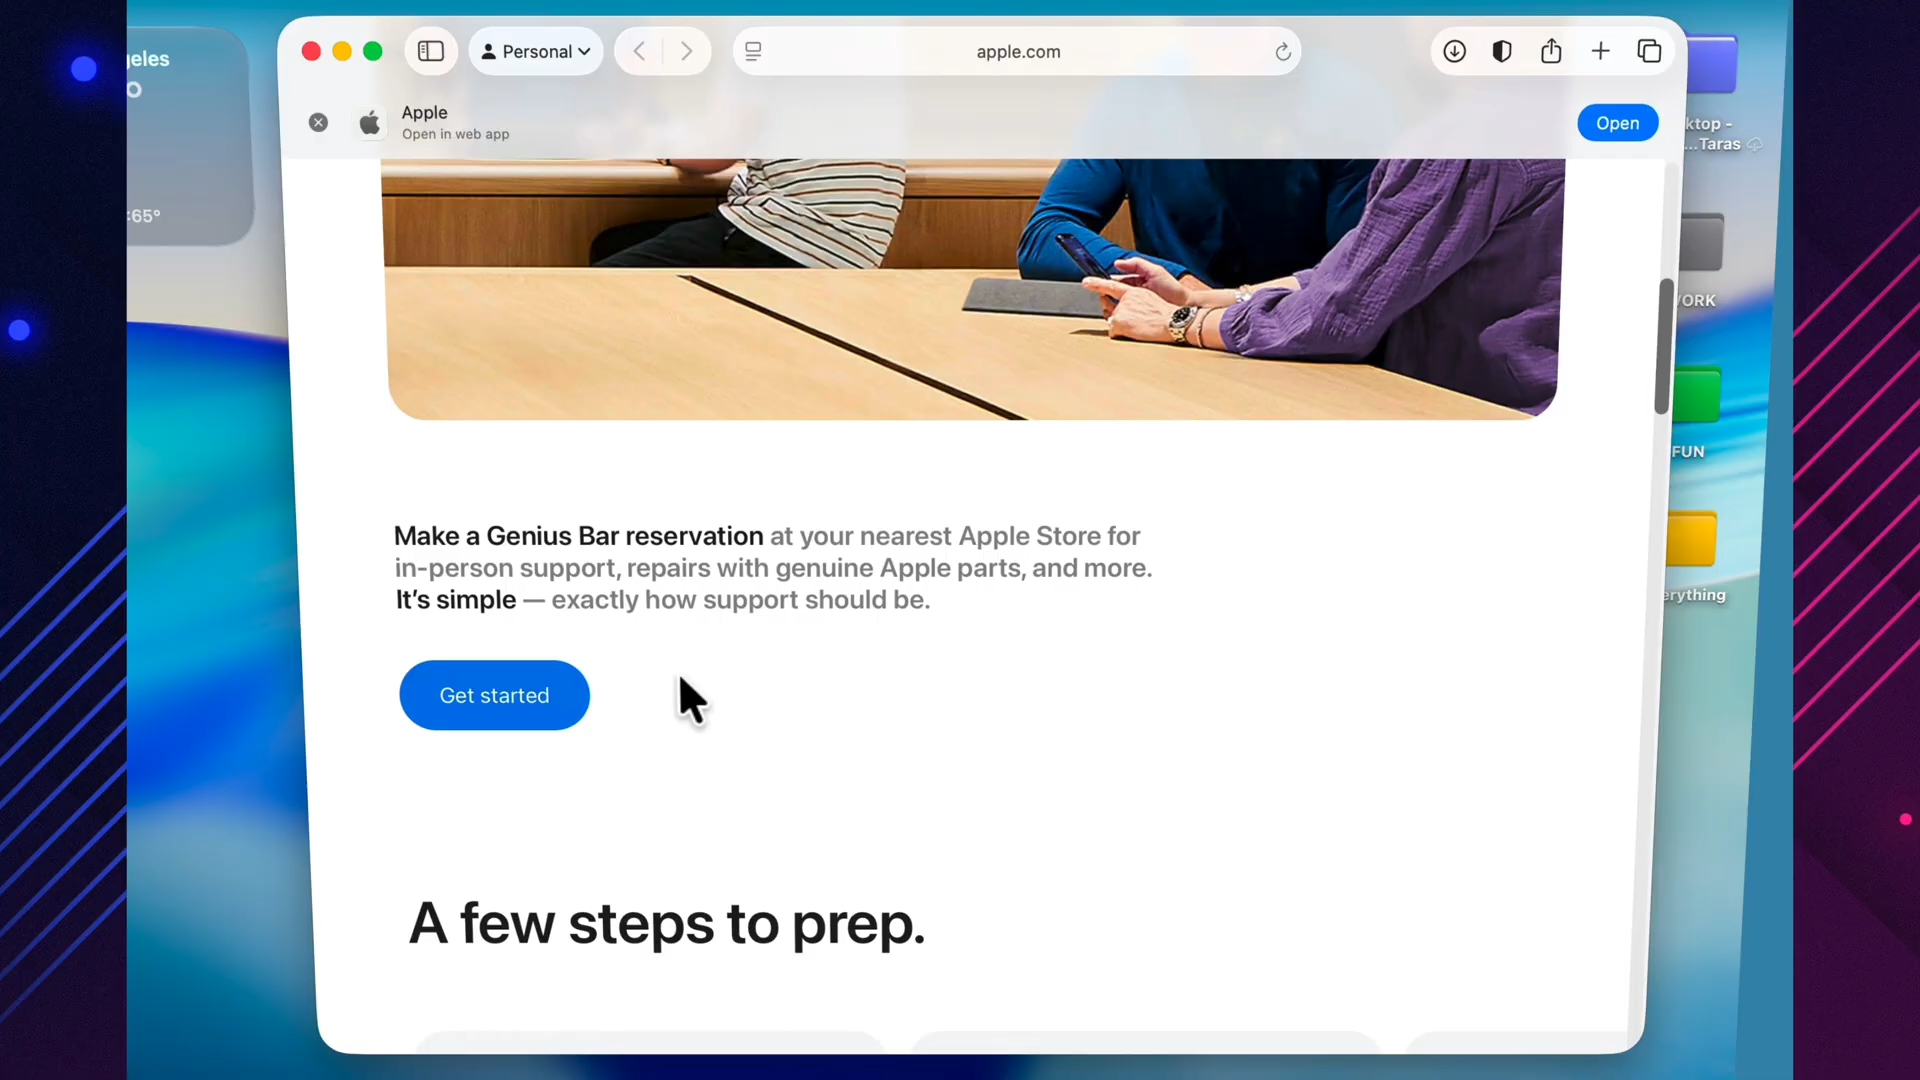 Personal
apple.com
Apple
Open in web app
Open
geles
:65°
ktop -
...Taras
WORK
FUN
erything
Make a Genius Bar reservation at your nearest Apple Store for
in-person support, repairs with genuine Apple parts, and more.
It's simple — exactly how support should be.
Get started
A few steps to prep.